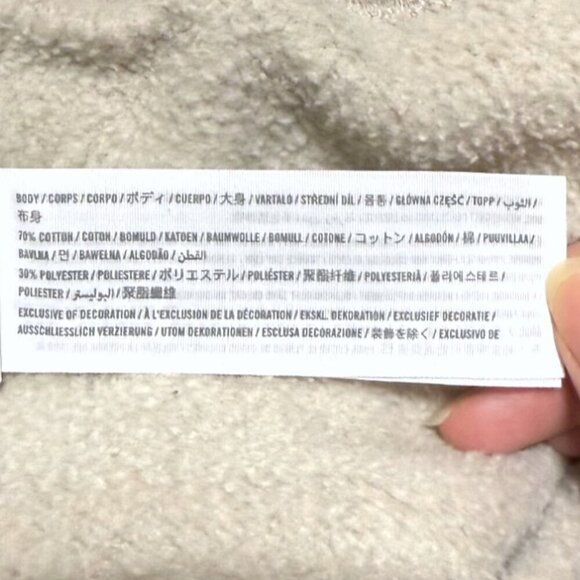 BODY / CORPS / CORPO / ボディ / CUERPO / 大身 / VARTALO / STŘEDNÍ DÍL / 몸통 / GŁÓWNA CZĘŚĆ / TOPP / الثوب /
布身
70% COTTON / COTON / BOMULD / KATOEN / BAUMWOLLE / BOMULL / COTONE / コットン / ALGODÓN / 棉 / PUUVILLAA /
BAVLNA / 면 / BAWEŁNA / ALGODÃO / القطن
30% POLYESTER / POLIESTERE / ポリエステル / POLIÉSTER / 聚酯纤维 / POLYESTERIÄ / 폴리에스테르 /
POLIESTER / البوليستر / 聚酯纖維
EXCLUSIVE OF DECORATION / À L'EXCLUSION DE LA DÉCORATION / EKSKL. DEKORATION / EXCLUSIEF DECORATIE /
AUSSCHLIESSLICH VERZIERUNG / UTOM DEKORATIONEN / ESCLUSA DECORAZIONE / 装飾を除く / EXCLUSIVO DE